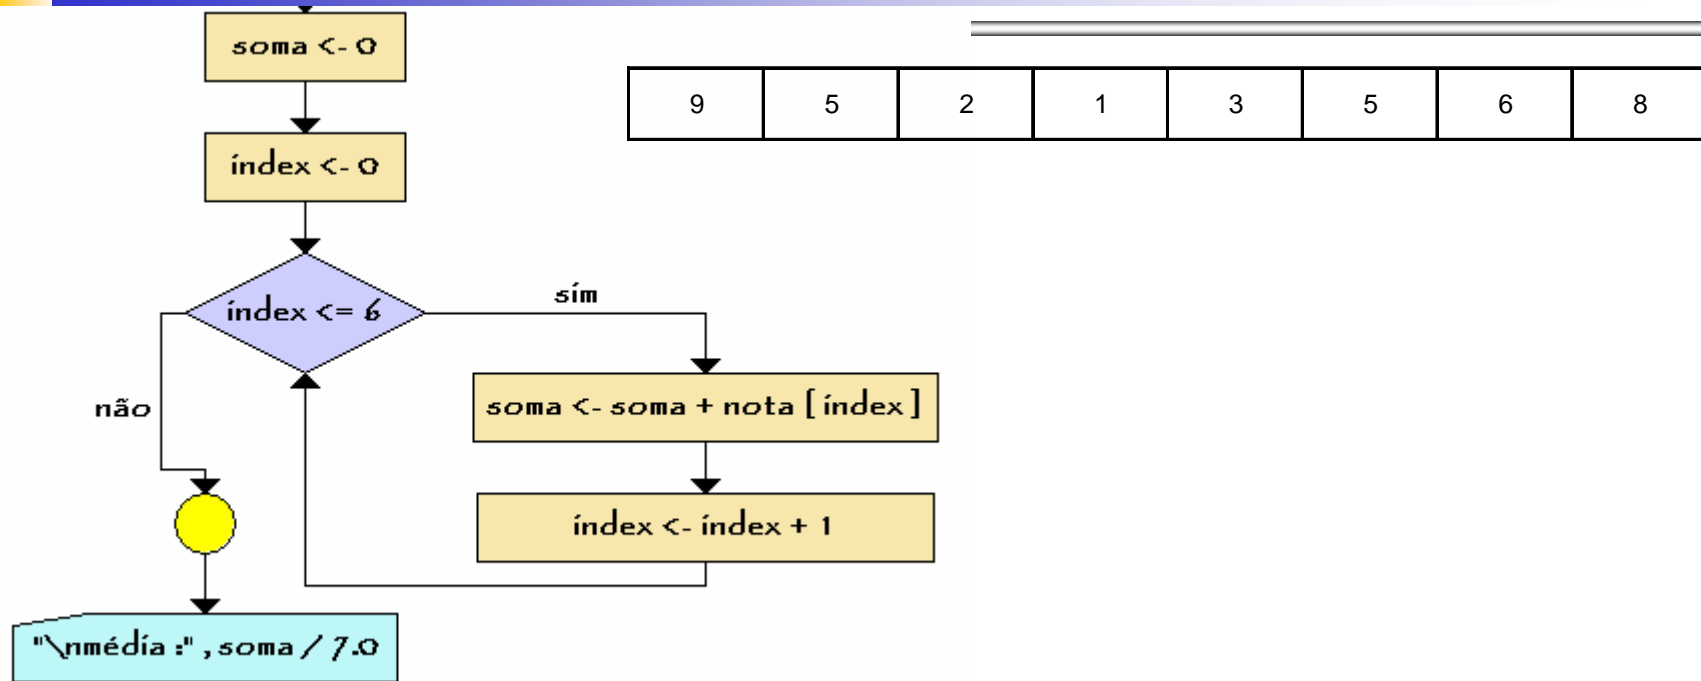 soma <- 0
9 5 2 1 3 5 6 8
index <- 0
index <= 6
sim
não
soma <- soma + nota [ index ]
index <- index + 1
"\nmédia :" , soma / 7.0